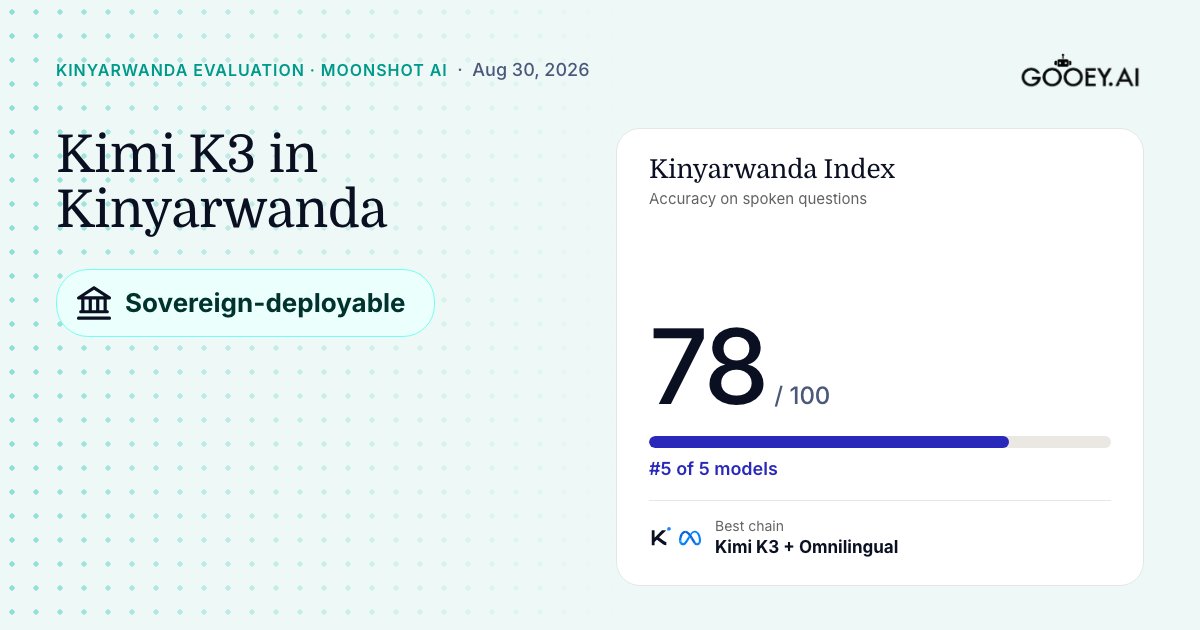 KINYARWANDA EVALUATION · MOONSHOT AI · Aug 30, 2026
GOOEY.AI
Kimi K3 in
Kinyarwanda
Sovereign-deployable
Kinyarwanda Index
Accuracy on spoken questions
78 / 100
#5 of 5 models
Best chain
Kimi K3 + Omnilingual